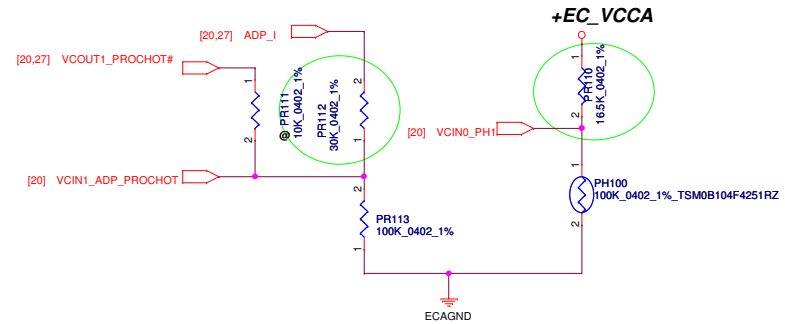 +EC_VCCA
[20,27] ADP_I
[20,27] VCOUT1_PROCHOT#
1
2
@ PR111
10K_0402_1%
2
1
PR112
30K_0402_1%
1
2
PR110
16.5K_0402_1%
[20] VCIN0_PH1
[20] VCIN1_ADP_PROCHOT
2
1
PR113
100K_0402_1%
1
2
PH100
100K_0402_1%_TSM0B104F4251RZ
ECAGND